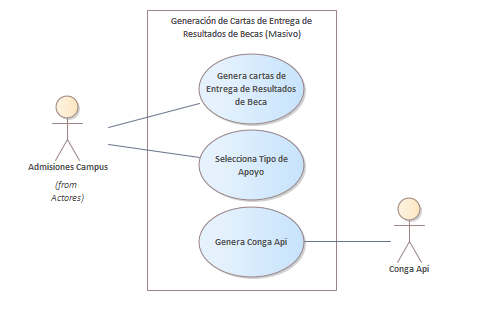 Generación de Cartas de Entrega de
Resultados de Becas (Masivo)
Genera cartas de
Entrega de Resultados
de Beca
Admisiones Campus
(from
Actores)
Selecciona Tipo de
Apoyo
Genera Conga Api
Conga Api